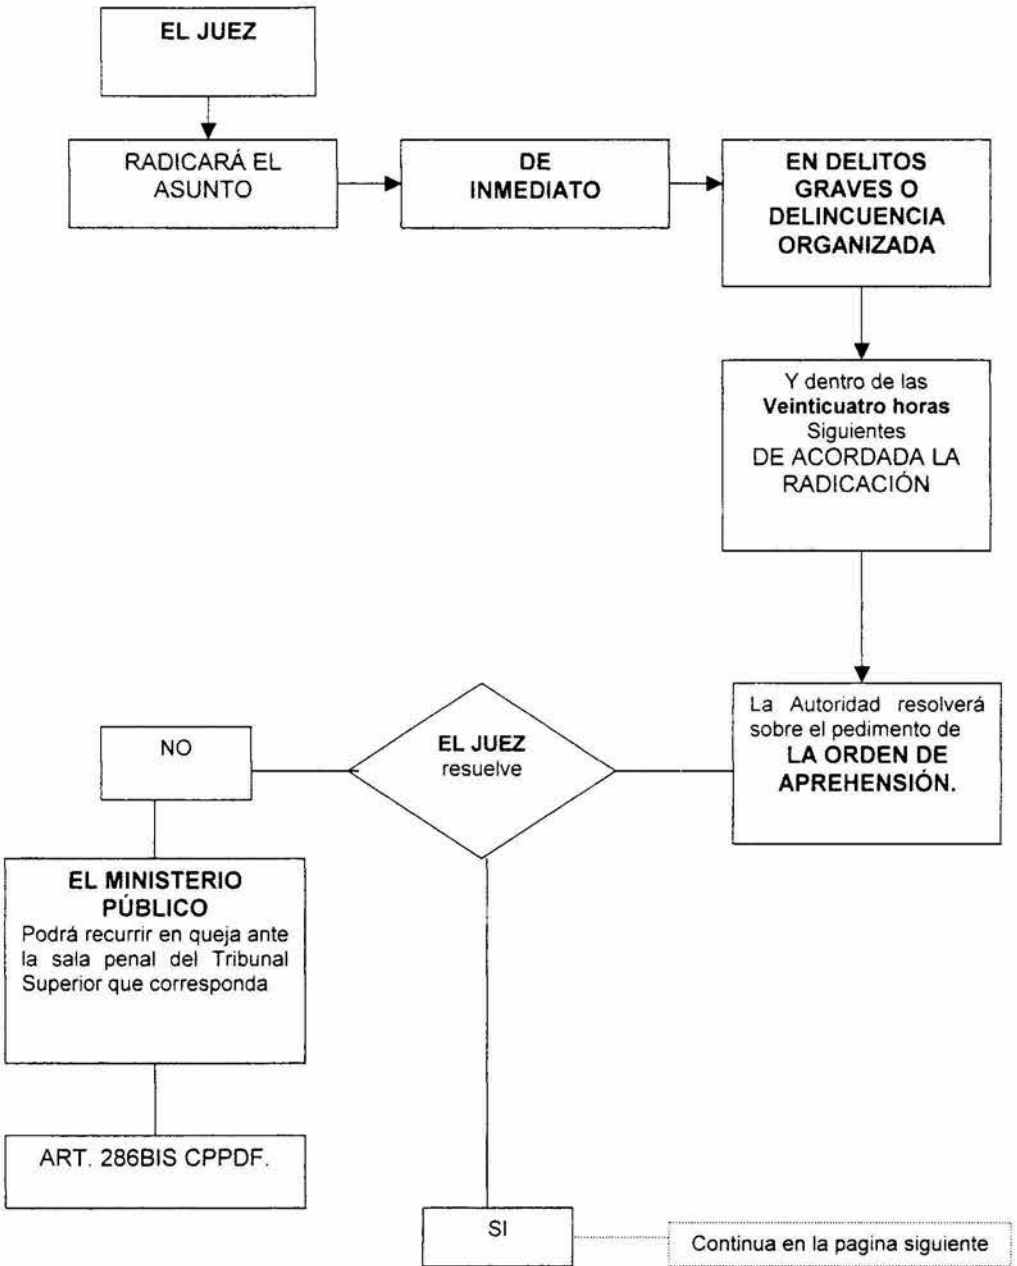 EL JUEZ
RADICARÁ EL
ASUNTO
DE
INMEDIATO
EN DELITOS
GRAVES O
DELINCUENCIA
ORGANIZADA
Y dentro de las
Veinticuatro horas
Siguientes
DE ACORDADA LA
RADICACIÓN
La Autoridad resolverá
sobre el pedimento de
LA ORDEN DE
APREHENSIÓN.
EL JUEZ
resuelve
NO
EL MINISTERIO
PÚBLICO
Podrá recurrir en queja ante
la sala penal del Tribunal
Superior que corresponda
ART. 286BIS CPPDF.
SI
Continua en la pagina siguiente